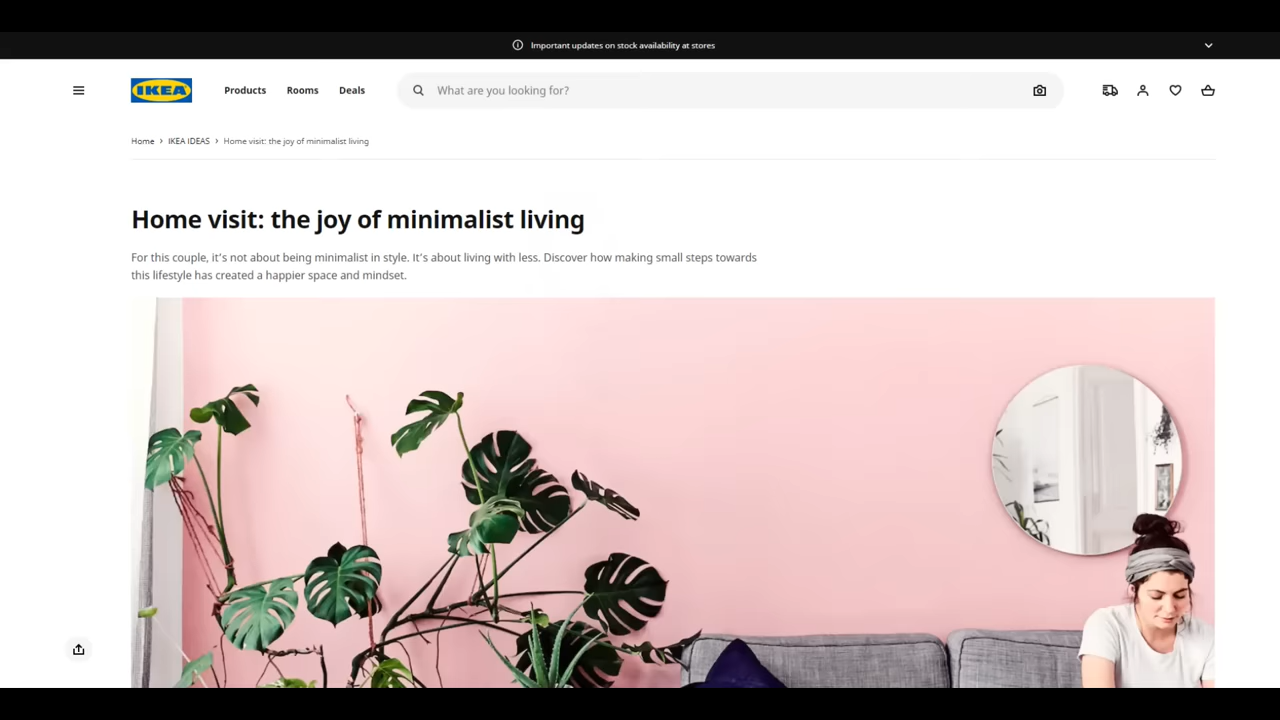 Important updates on stock availability at stores
IKEA
Products Rooms Deals
What are you looking for?
Home > IKEA IDEAS > Home visit: the joy of minimalist living
Home visit: the joy of minimalist living
For this couple, it's not about being minimalist in style. It's about living with less. Discover how making small steps towards
this lifestyle has created a happier space and mindset.